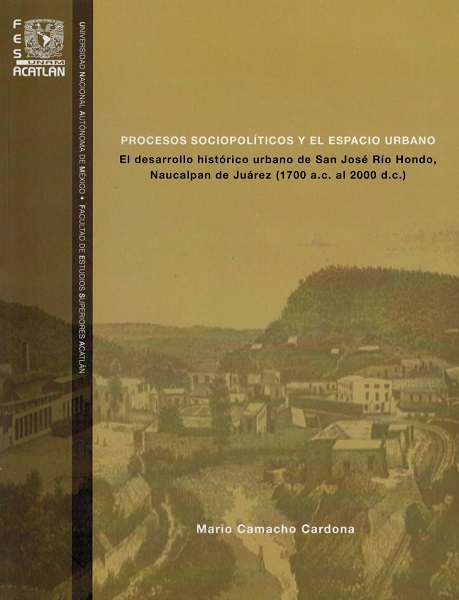 FES
UNAM
ACATLÁN
UNIVERSIDAD NACIONAL AUTÓNOMA DE MÉXICO • FACULTAD DE ESTUDIOS SUPERIORES ACATLÁN
PROCESOS SOCIOPOLÍTICOS Y EL ESPACIO URBANO
El desarrollo histórico urbano de San José Río Hondo,
Naucalpan de Juárez (1700 a.c. al 2000 d.c.)
Mario Camacho Cardona